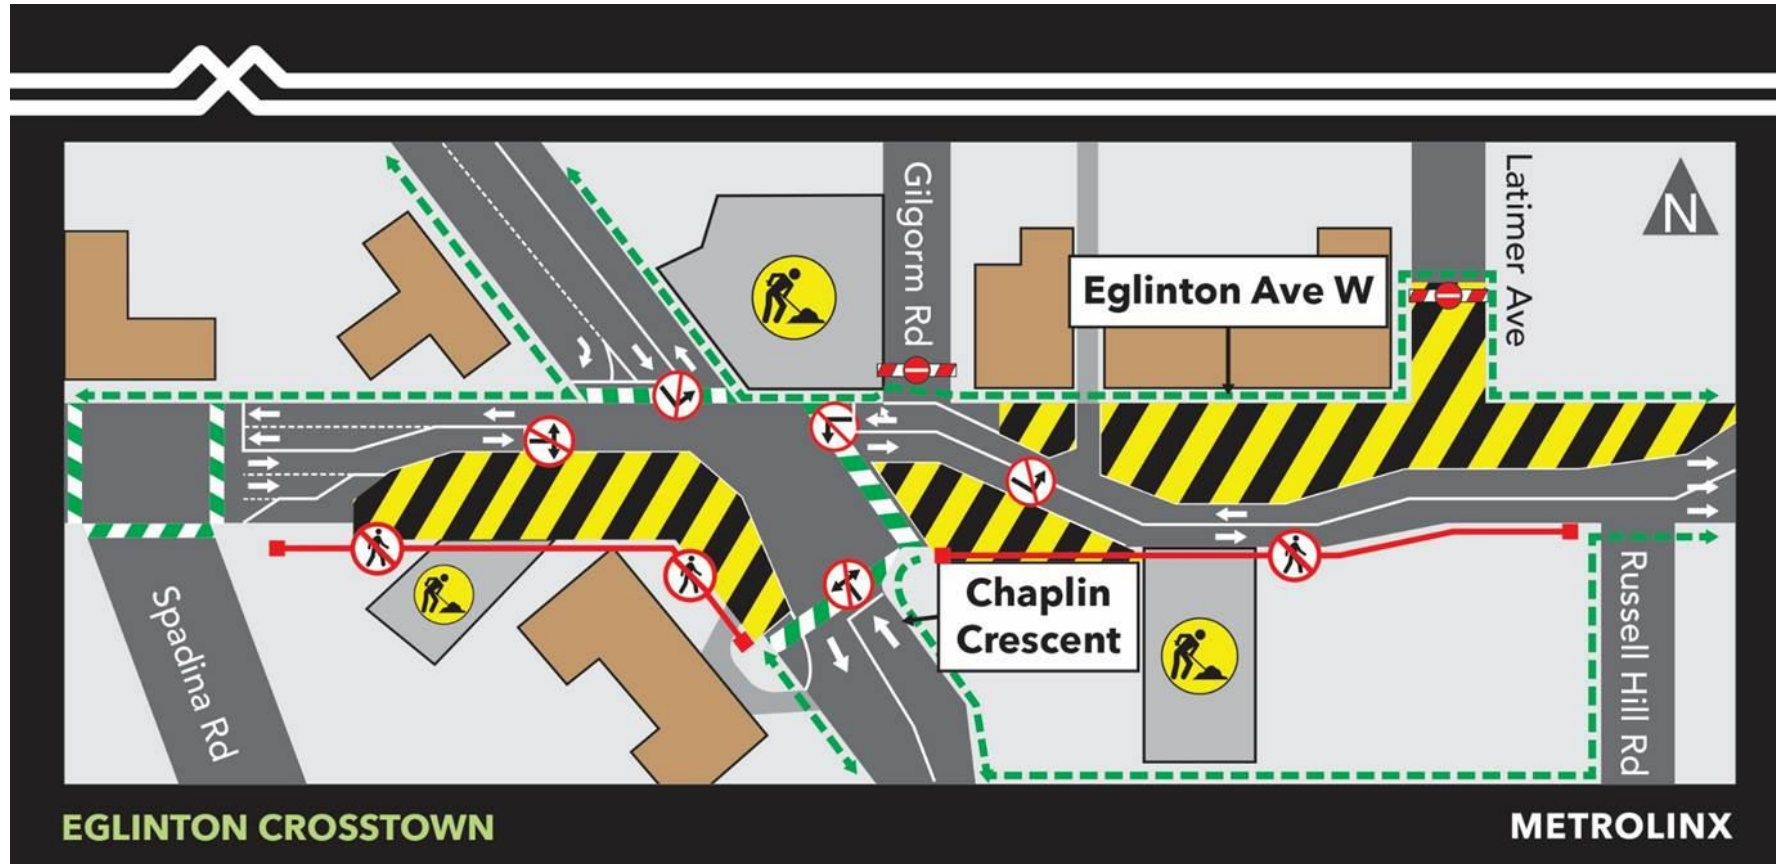 Gilgorm Rd
Latimer Ave
N
Eglinton Ave W
Spadina Rd
Chaplin
Crescent
Russell Hill Rd
EGLINTON CROSSTOWN
METROLINX